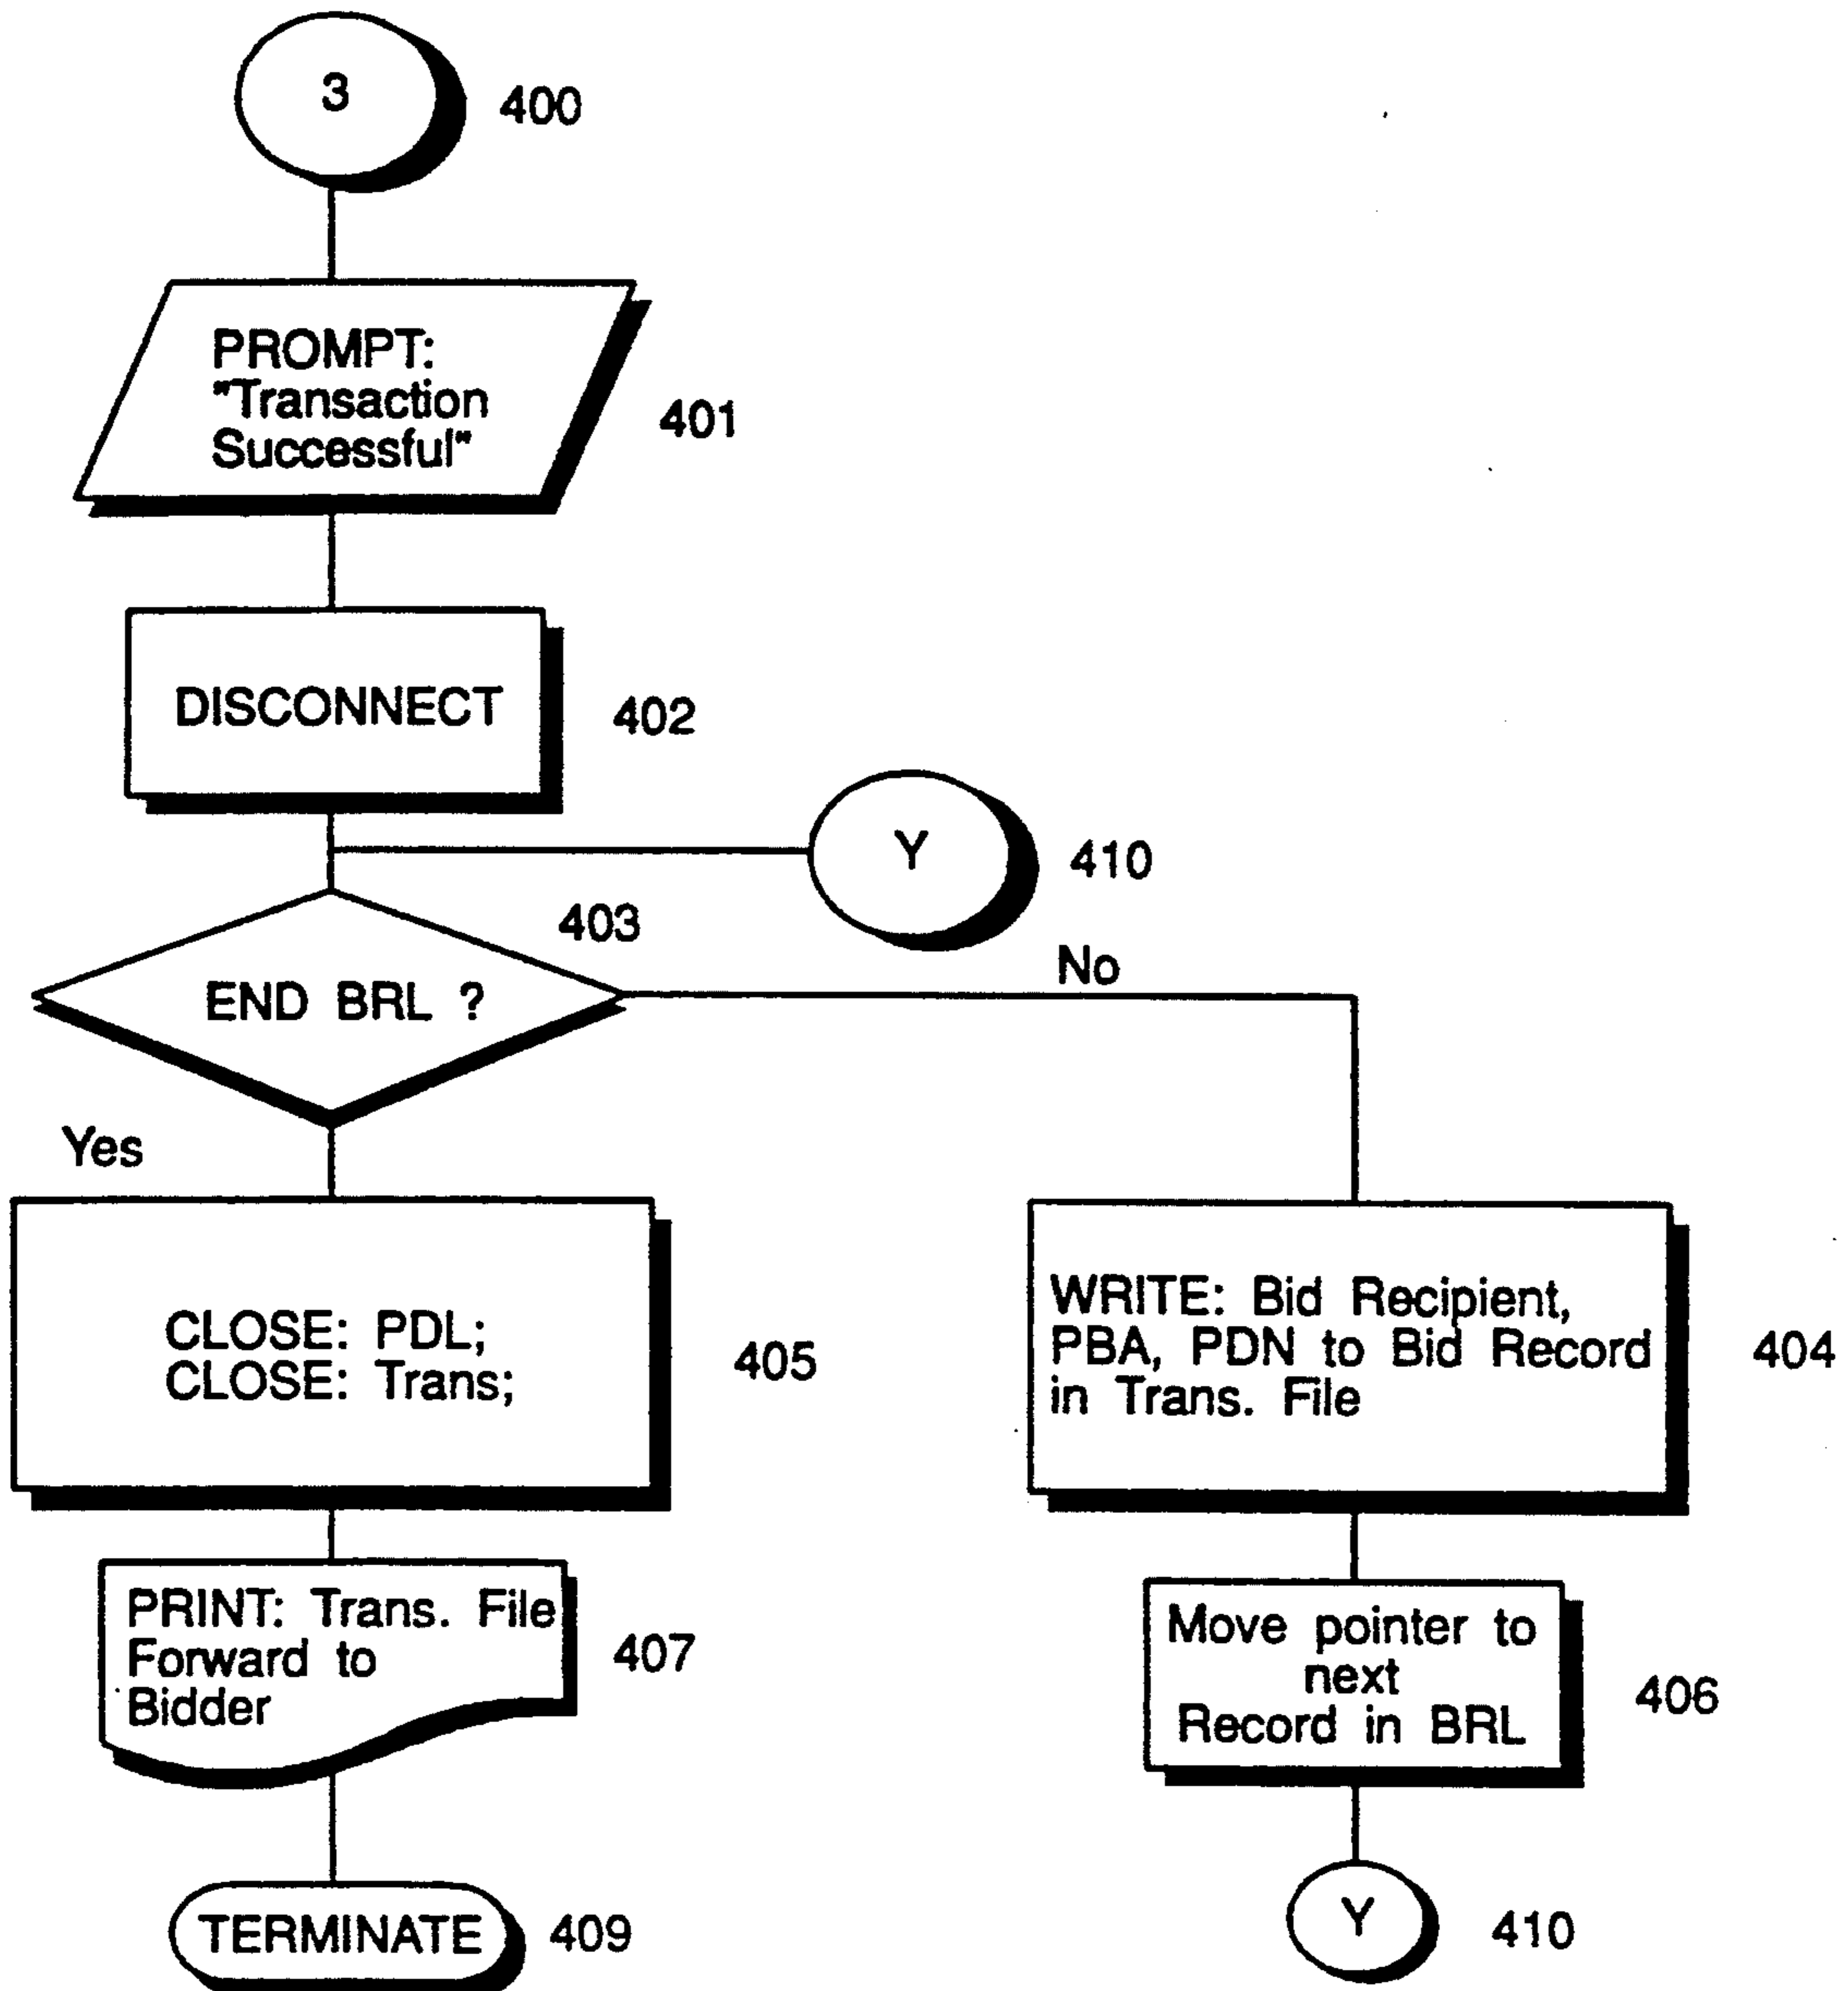 3
400
PROMPT:
"Transaction
Successful"
401
DISCONNECT
402
Y
410
403
END BRL ?
No
Yes
CLOSE: PDL;
CLOSE: Trans;
405
WRITE: Bid Recipient,
PBA, PDN to Bid Record
in Trans. File
404
PRINT: Trans. File
Forward to
Bidder
407
Move pointer to
next
Record in BRL
406
TERMINATE
409
Y
410